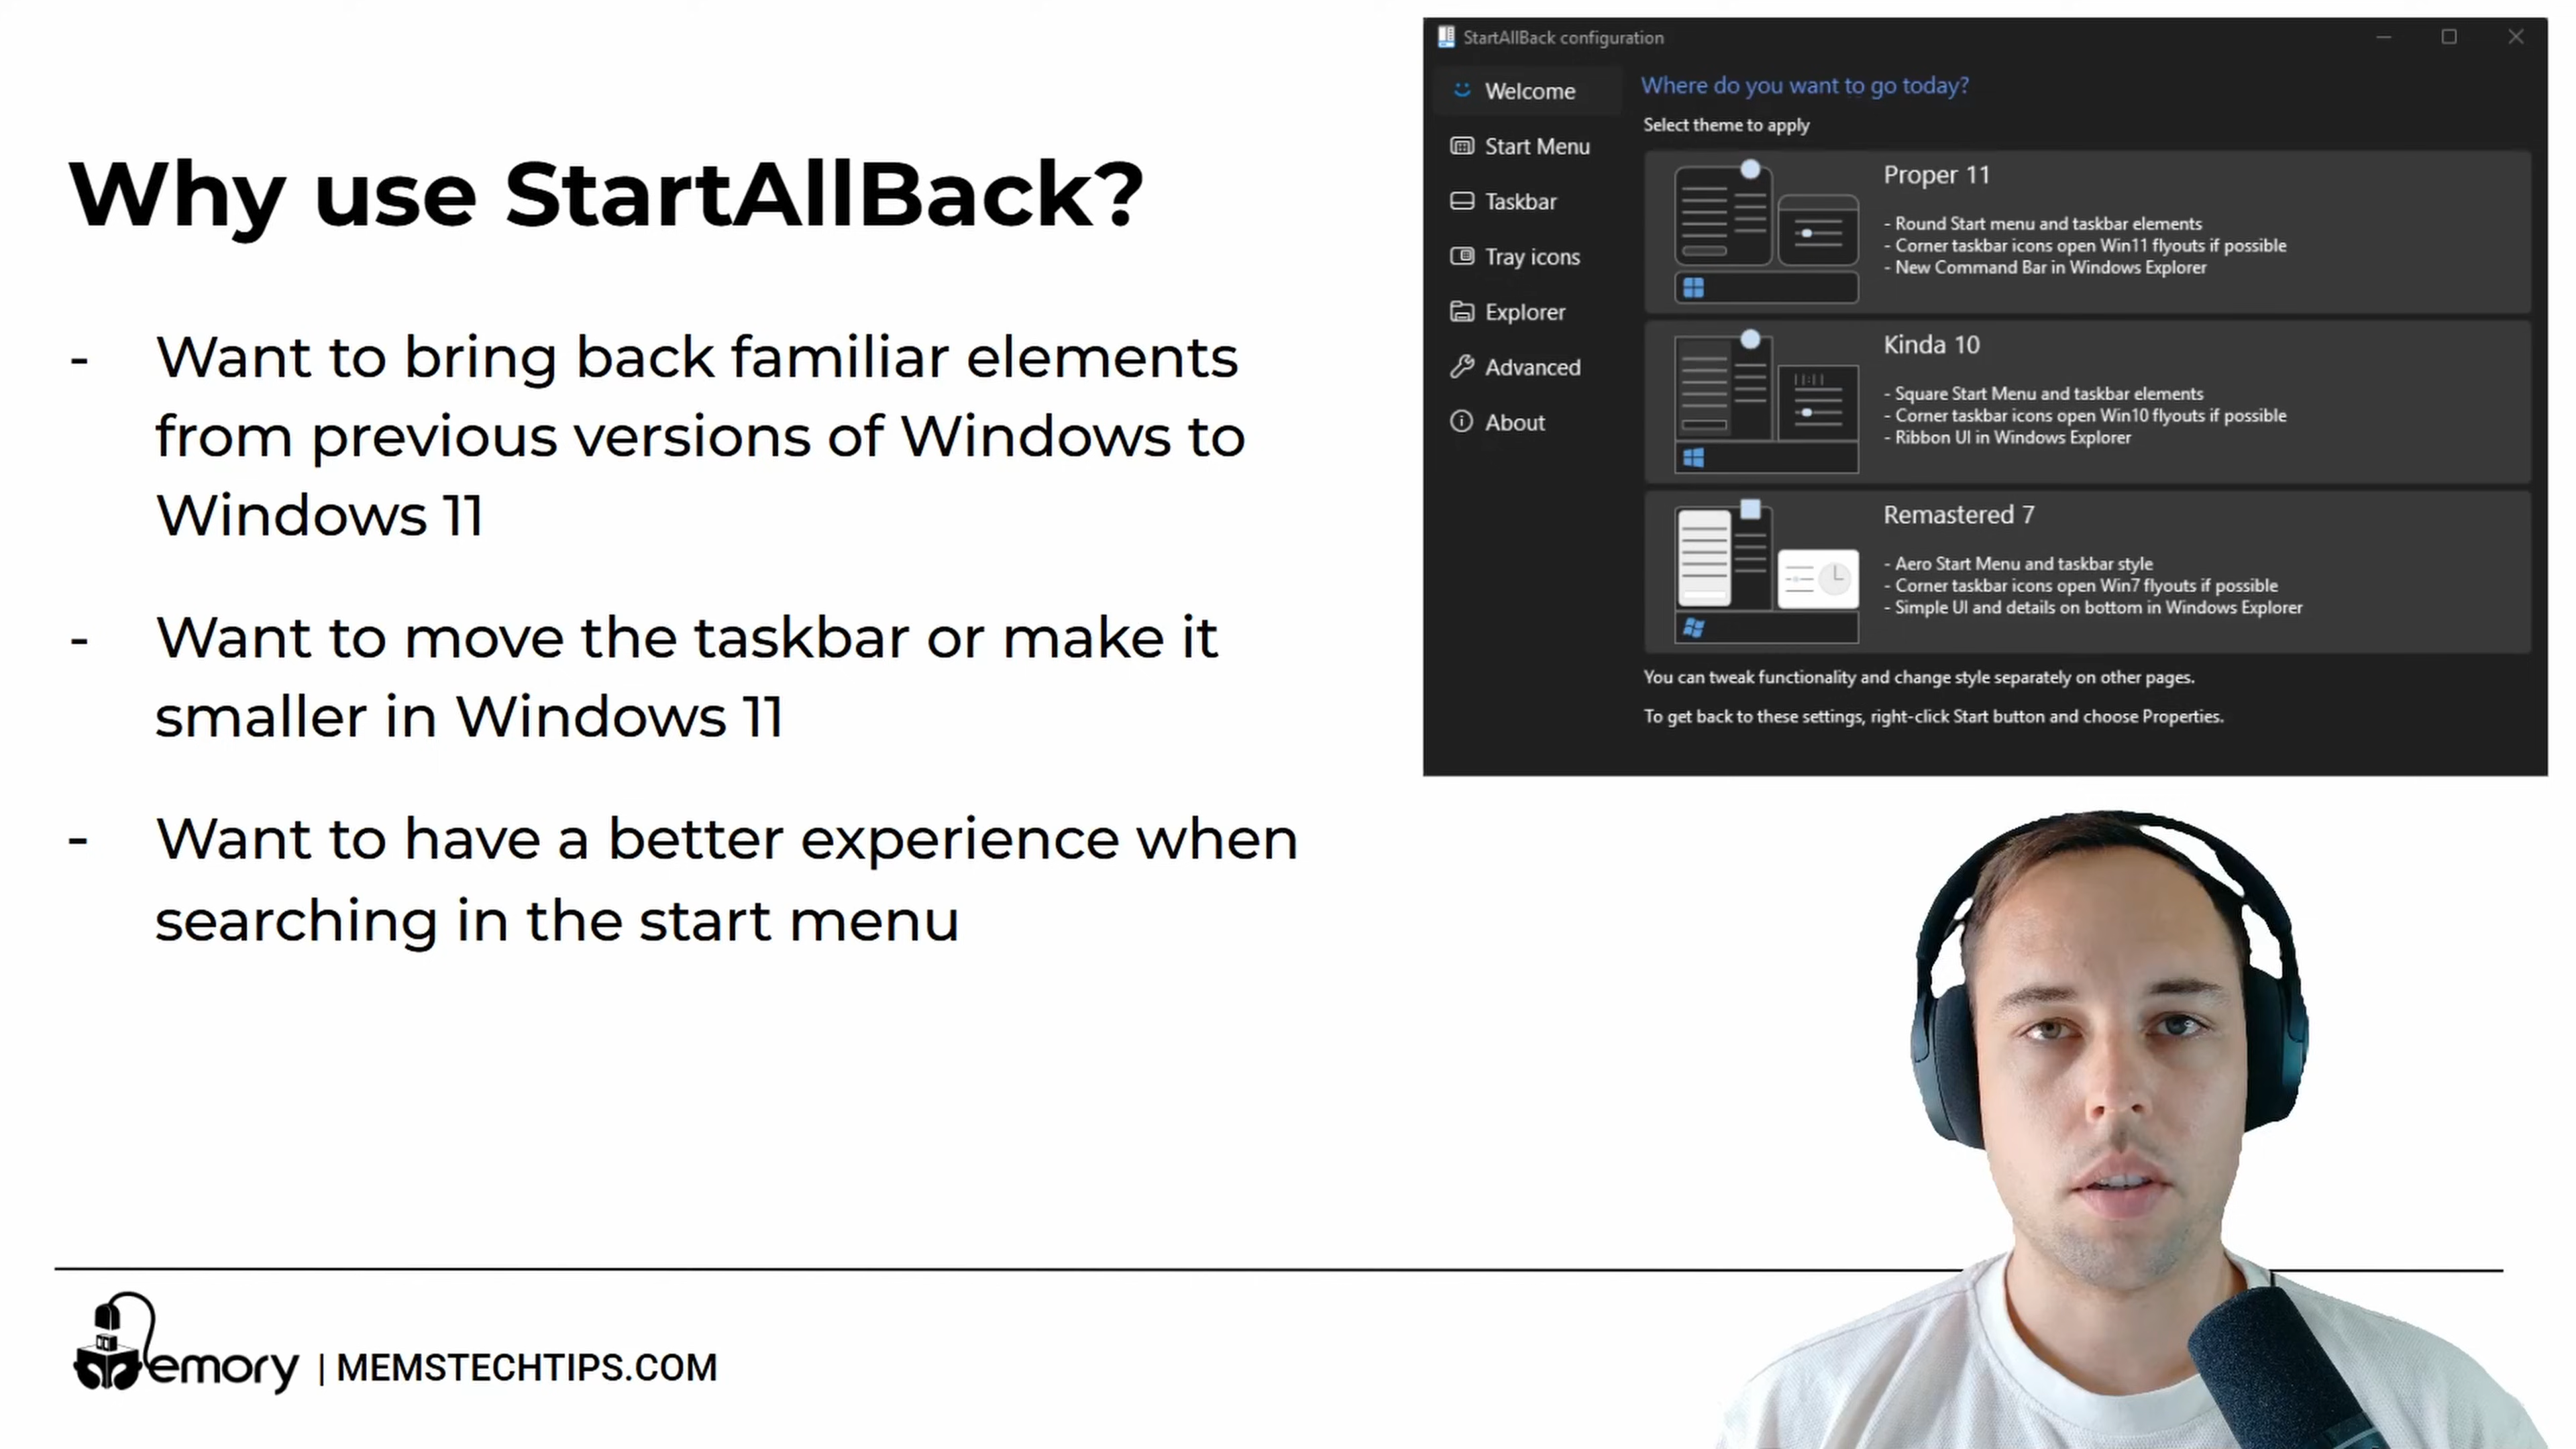 Why use StartAllBack?
- Want to bring back familiar elements
from previous versions of Windows to
Windows 11
- Want to move the taskbar or make it
smaller in Windows 11
- Want to have a better experience when
searching in the start menu
StartAllBack configuration
Welcome
Start Menu
Taskbar
Tray icons
Explorer
Advanced
About
Where do you want to go today?
Select theme to apply
Proper 11
- Round Start menu and taskbar elements
- Corner taskbar icons open Win11 flyouts if possible
- New Command Bar in Windows Explorer
Kinda 10
- Square Start Menu and taskbar elements
- Corner taskbar icons open Win10 flyouts if possible
- Ribbon UI in Windows Explorer
Remastered 7
- Aero Start Menu and taskbar style
- Corner taskbar icons open Win7 flyouts if possible
- Simple UI and details on bottom in Windows Explorer
You can tweak functionality and change style separately on other pages.
To get back to these settings, right-click Start button and choose Properties.
emory | MEMSTECHTIPS.COM